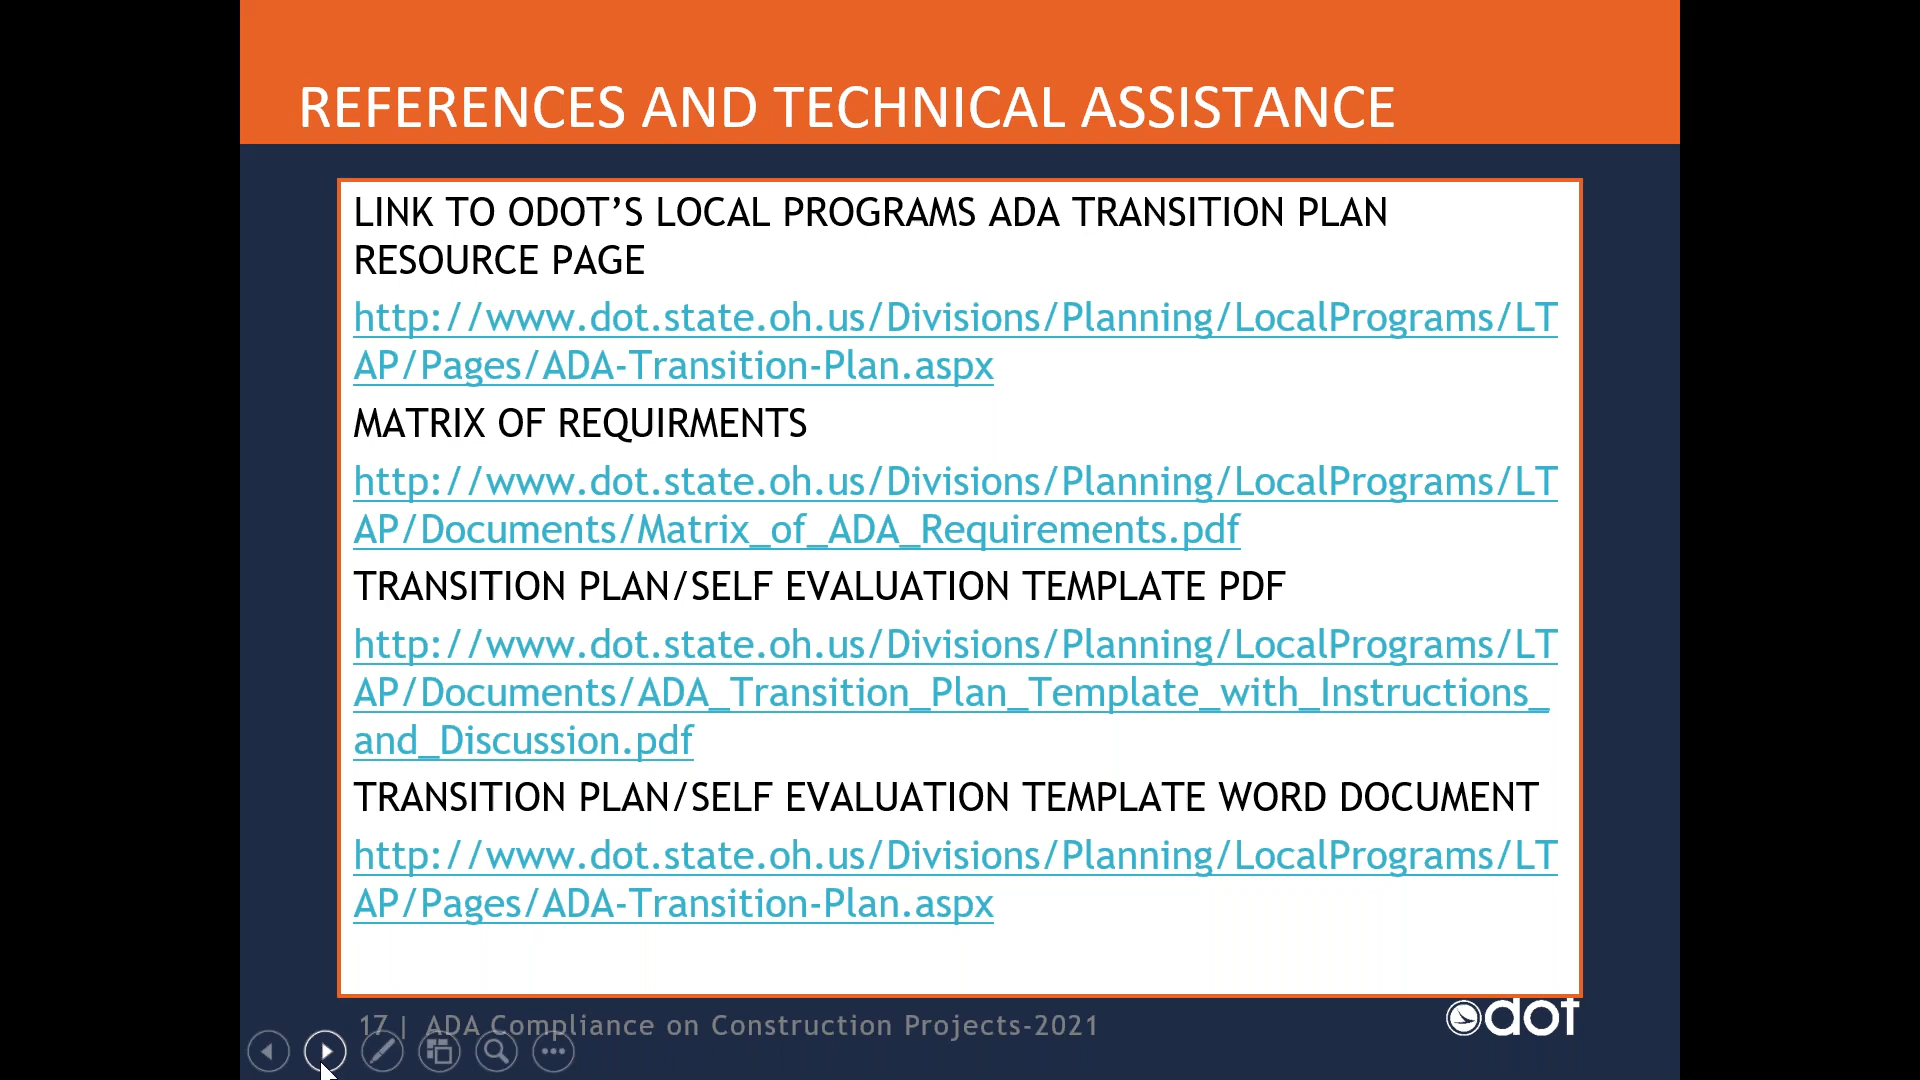 REFERENCES AND TECHNICAL ASSISTANCE
LINK TO ODOT’S LOCAL PROGRAMS ADA TRANSITION PLAN
RESOURCE PAGE
http://www.dot.state.oh.us/Divisions/Planning/LocalPrograms/LT
AP/Pages/ADA-Transition-Plan.aspx
MATRIX OF REQUIRMENTS
http://www.dot.state.oh.us/Divisions/Planning/LocalPrograms/LT
AP/Documents/Matrix_of_ADA_Requirements.pdf
TRANSITION PLAN/SELF EVALUATION TEMPLATE PDF
http://www.dot.state.oh.us/Divisions/Planning/LocalPrograms/LT
AP/Documents/ADA_Transition_Plan_Template_with_Instructions_
and_Discussion.pdf
TRANSITION PLAN/SELF EVALUATION TEMPLATE WORD DOCUMENT
http://www.dot.state.oh.us/Divisions/Planning/LocalPrograms/LT
AP/Pages/ADA-Transition-Plan.aspx
17 | ADA Compliance on Construction Projects-2021
odot